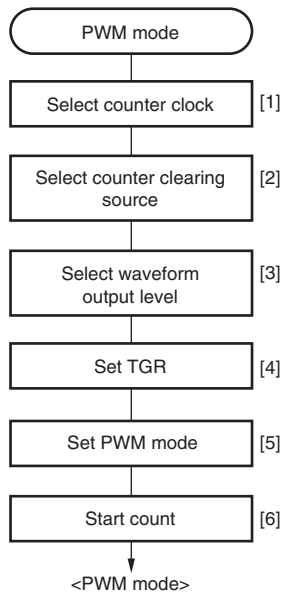 PWM mode
Select counter clock [1]
Select counter clearing [2]
source
Select waveform [3]
output level
Set TGR [4]
Set PWM mode [5]
Start count [6]
<PWM mode>